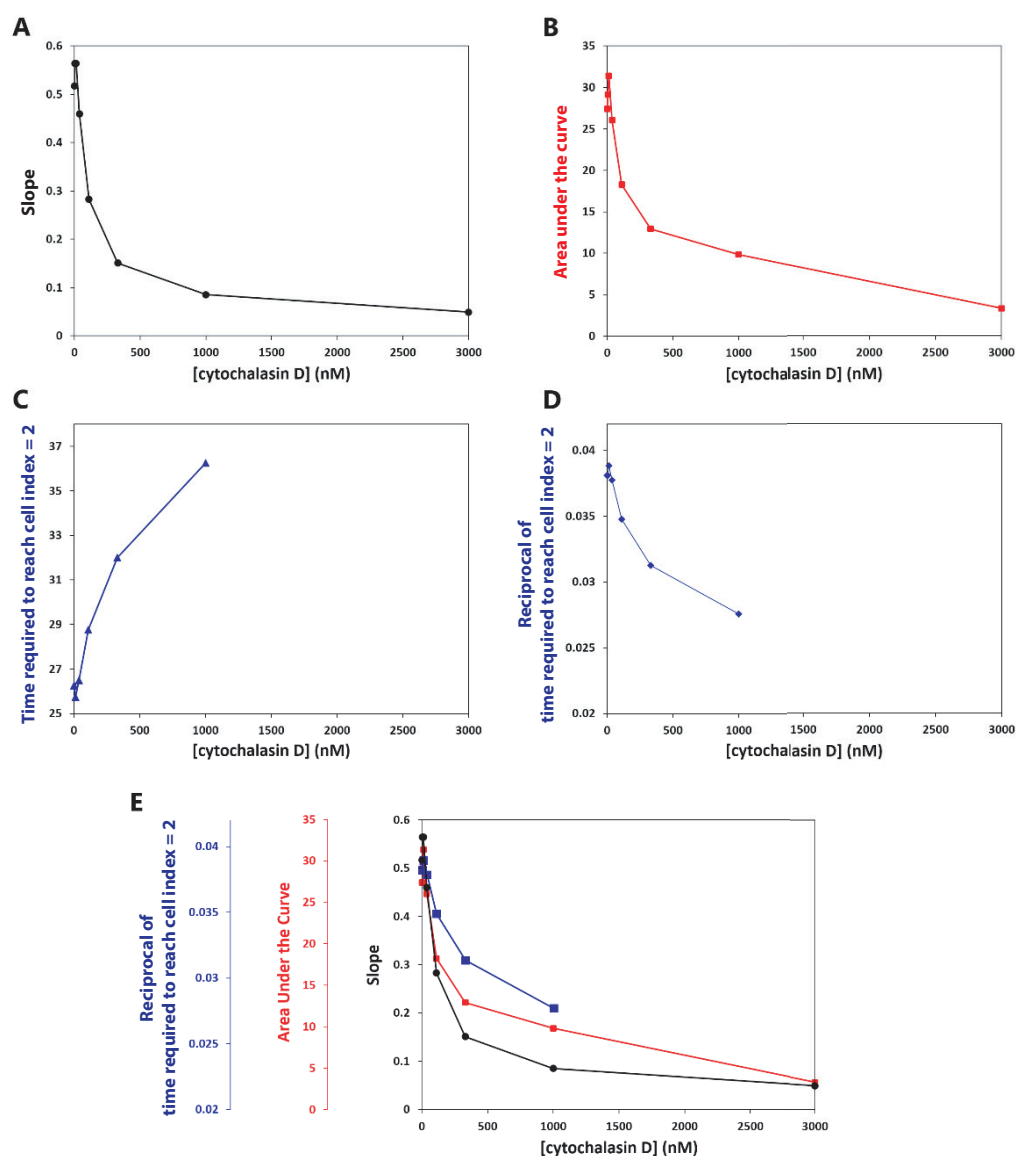 A
Slope
0.6
0.5
0.4
0.3
0.2
0.1
0
0 500 1000 1500 2000 2500 3000
[cytochalasin D] (nM)
B
Area under the curve
35
30
25
20
15
10
5
0
0 500 1000 1500 2000 2500 3000
[cytochalasin D] (nM)
C
Time required to reach cell index = 2
37
35
33
31
29
27
25
0 500 1000 1500 2000 2500 3000
[cytochalasin D] (nM)
D
Reciprocal of
time required to reach cell index = 2
0.04
0.035
0.03
0.025
0.02
0 500 1000 1500 2000 2500 3000
[cytochalasin D] (nM)
E
Reciprocal of
time required to reach cell index = 2
0.04
0.035
0.03
0.025
0.02
Area Under the Curve
35
30
25
20
15
10
5
0
Slope
0.6
0.5
0.4
0.3
0.2
0.1
0
0 500 1000 1500 2000 2500 3000
[cytochalasin D] (nM)